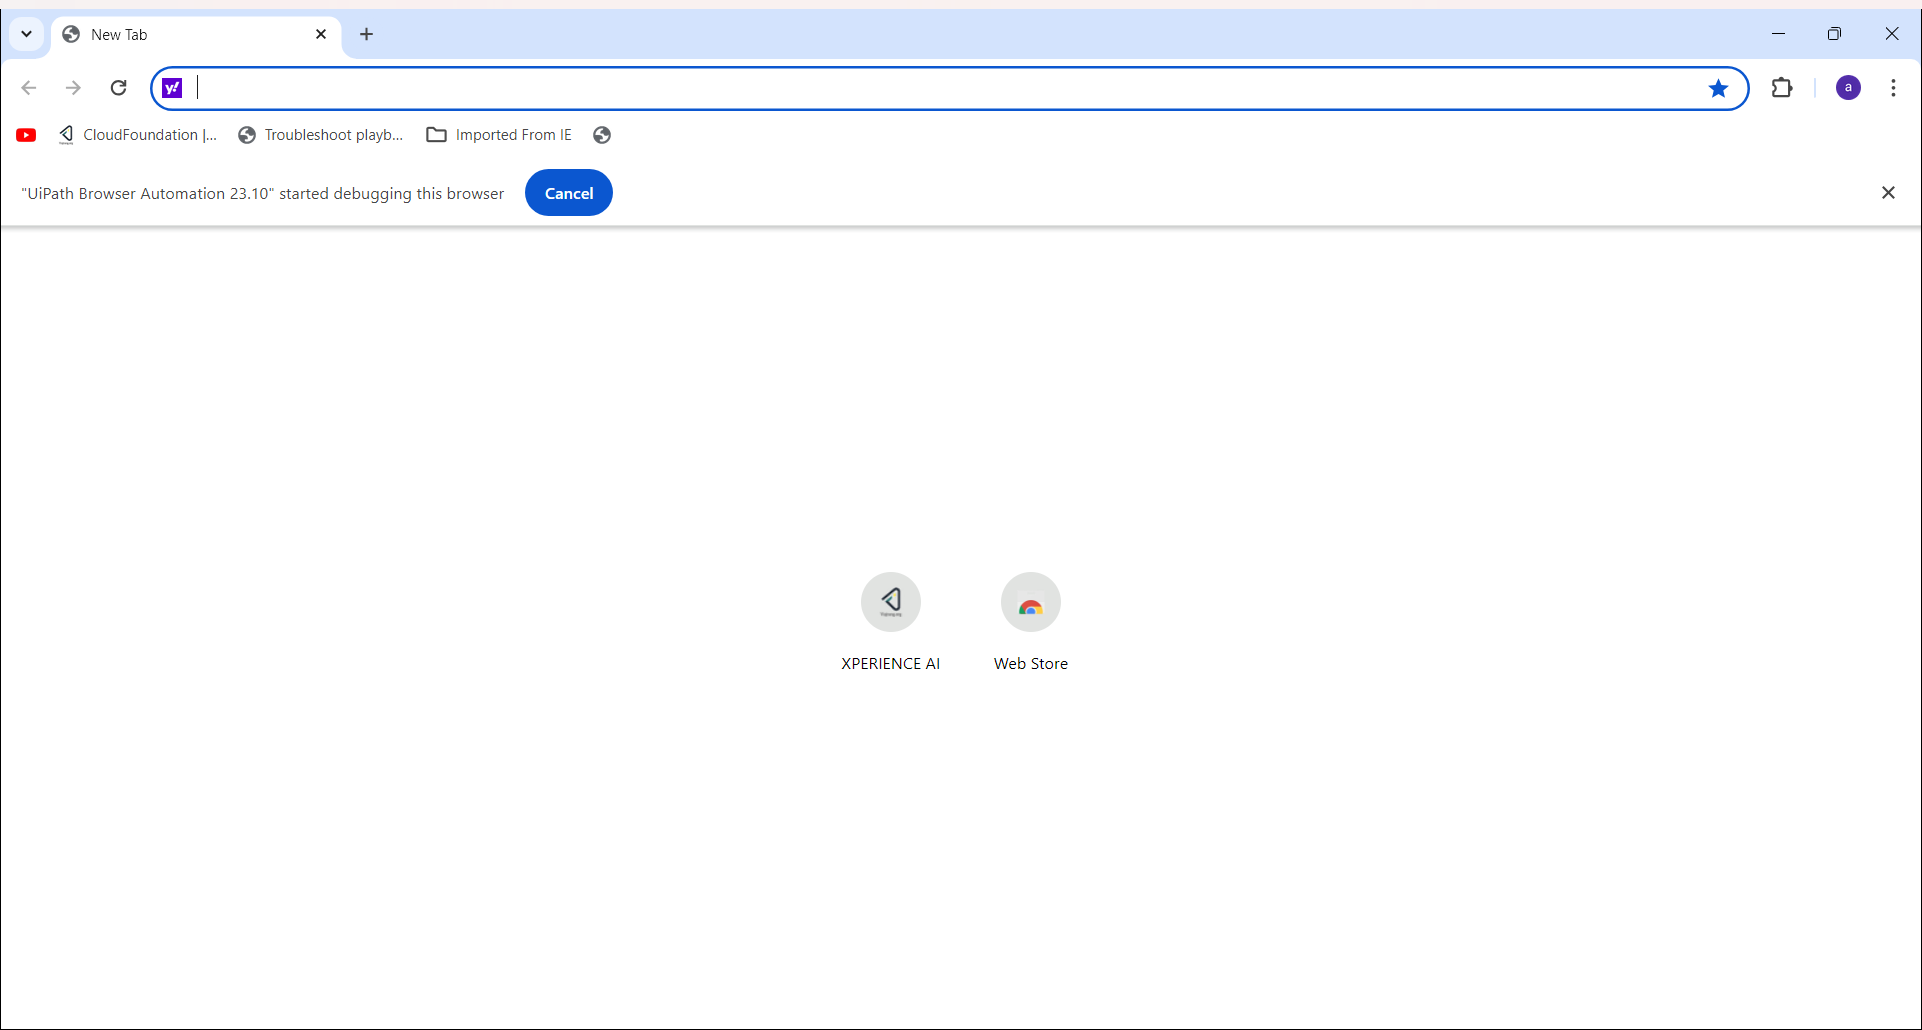 New Tab
y!
a
CloudFoundation |...
Troubleshoot playb...
Imported From IE
"UiPath Browser Automation 23.10" started debugging this browser
Cancel
XPERIENCE AI
Web Store